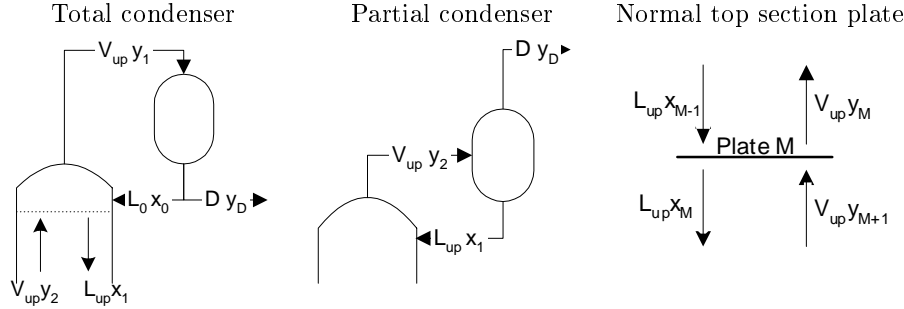 Total condenser
V_up y_1
L_0 x_0
D y_D
V_up y_2
L_up x_1
Partial condenser
D y_D
V_up y_2
L_up x_1
Normal top section plate
L_up x_M-1
V_up y_M
Plate M
L_up x_M
V_up y_M+1